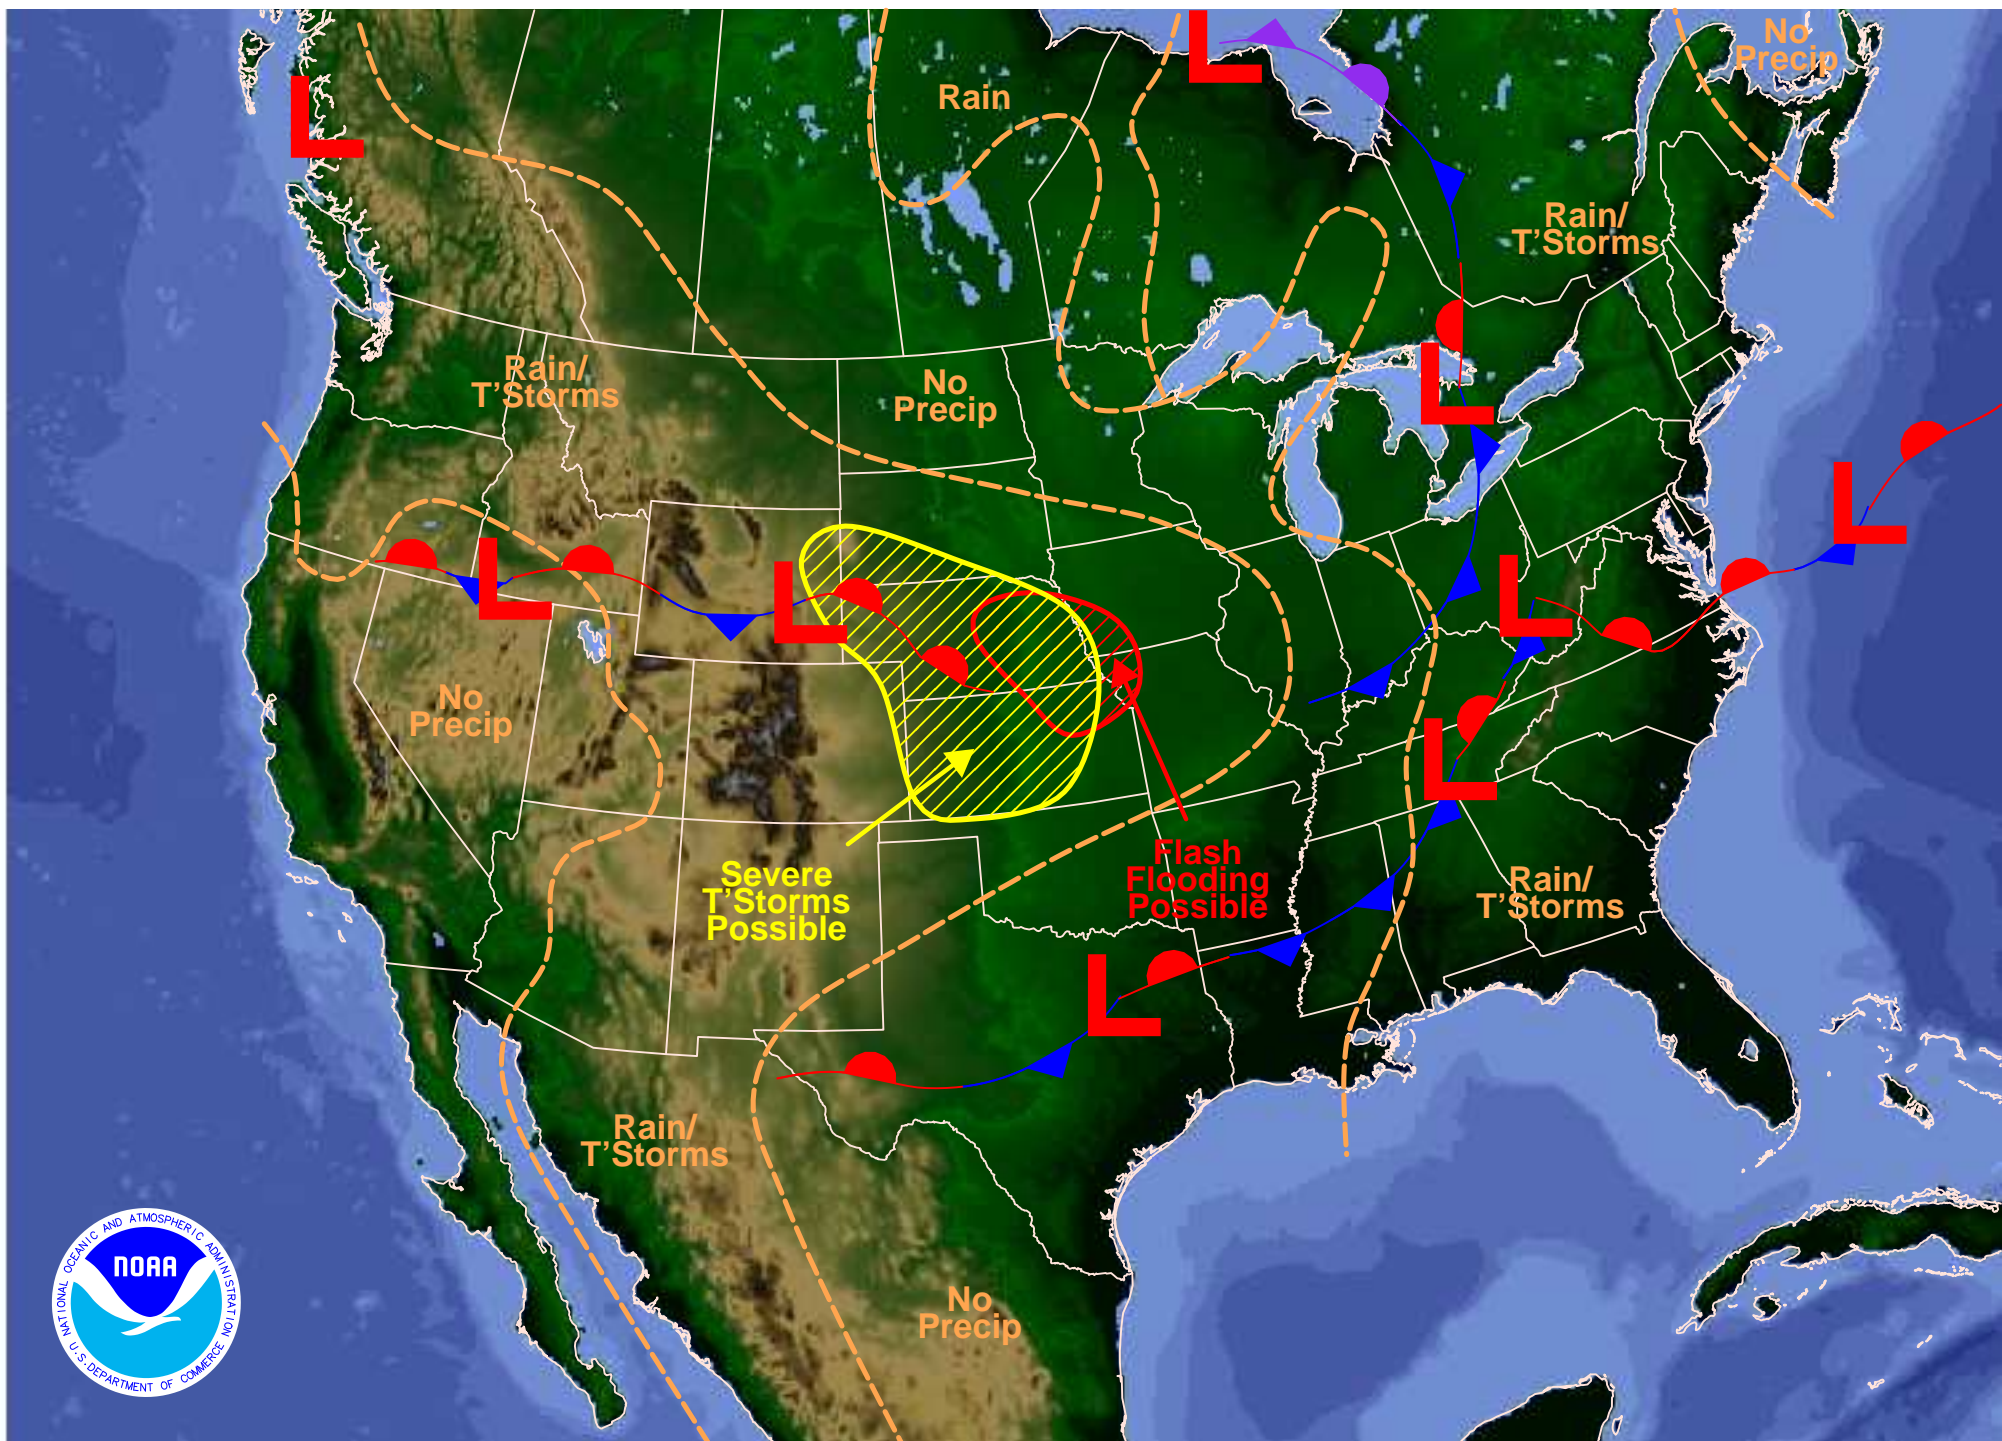 No
Precip
L
Rain
L
Rain/
T'Storms
Rain/
T'Storms
No
Precip
L
L
L
L
L
No
Precip
L
Severe
T'Storms
Possible
Flash
Flooding
Possible
Rain/
T'Storms
L
Rain/
T'Storms
No
Precip
NATIONAL OCEANIC AND ATMOSPHERIC ADMINISTRATION
NOAA
U.S. DEPARTMENT OF COMMERCE